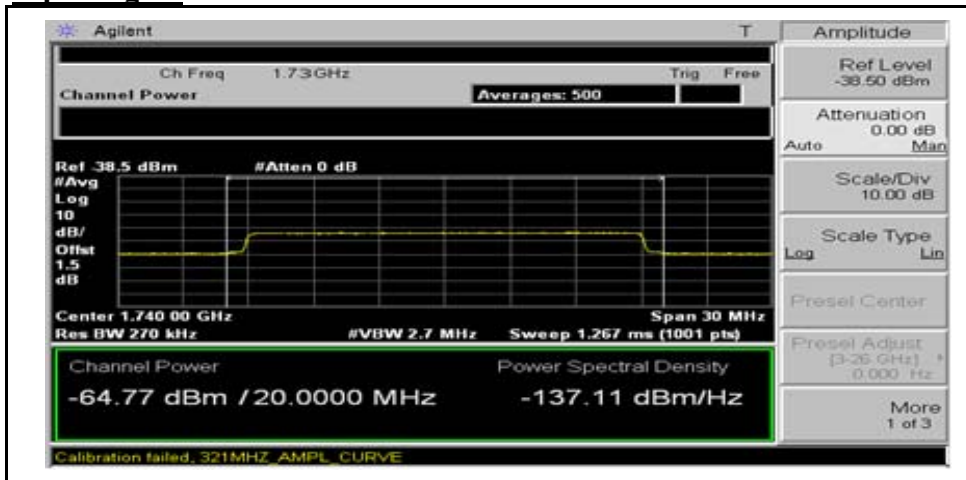 Agilent T
Ch Freq 1.73 GHz Trig Free
Channel Power Averages: 500
Ref -38.5 dBm #Atten 0 dB
#Avg
Log
10
dB/
Offst
1.5
dB
Center 1.740 00 GHz Span 30 MHz
Res BW 270 kHz #VBW 2.7 MHz Sweep 1.267 ms (1001 pts)
Channel Power Power Spectral Density
-64.77 dBm / 20.0000 MHz -137.11 dBm/Hz
Calibration failed, 321MHZ_AMPL_CURVE
Amplitude
Ref Level
-38.50 dBm
Attenuation
0.00 dB
Auto Man
Scale/Div
10.00 dB
Scale Type
Log Lin
Presel Center
Presel Adjust
[3-26 GHz]
0.000 Hz
More
1 of 3